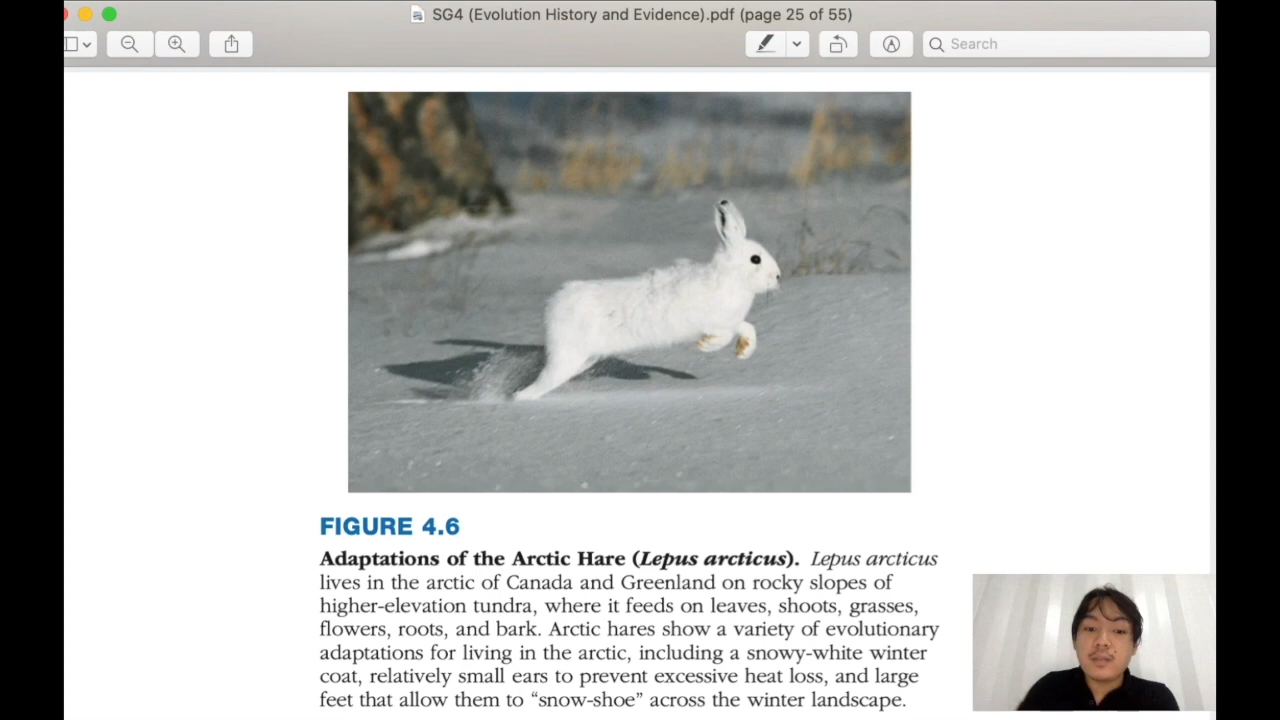 SG4 (Evolution History and Evidence).pdf (page 25 of 55)
Search
FIGURE 4.6
Adaptations of the Arctic Hare (Lepus arcticus). Lepus arcticus
lives in the arctic of Canada and Greenland on rocky slopes of
higher-elevation tundra, where it feeds on leaves, shoots, grasses,
flowers, roots, and bark. Arctic hares show a variety of evolutionary
adaptations for living in the arctic, including a snowy-white winter
coat, relatively small ears to prevent excessive heat loss, and large
feet that allow them to “snow-shoe” across the winter landscape.